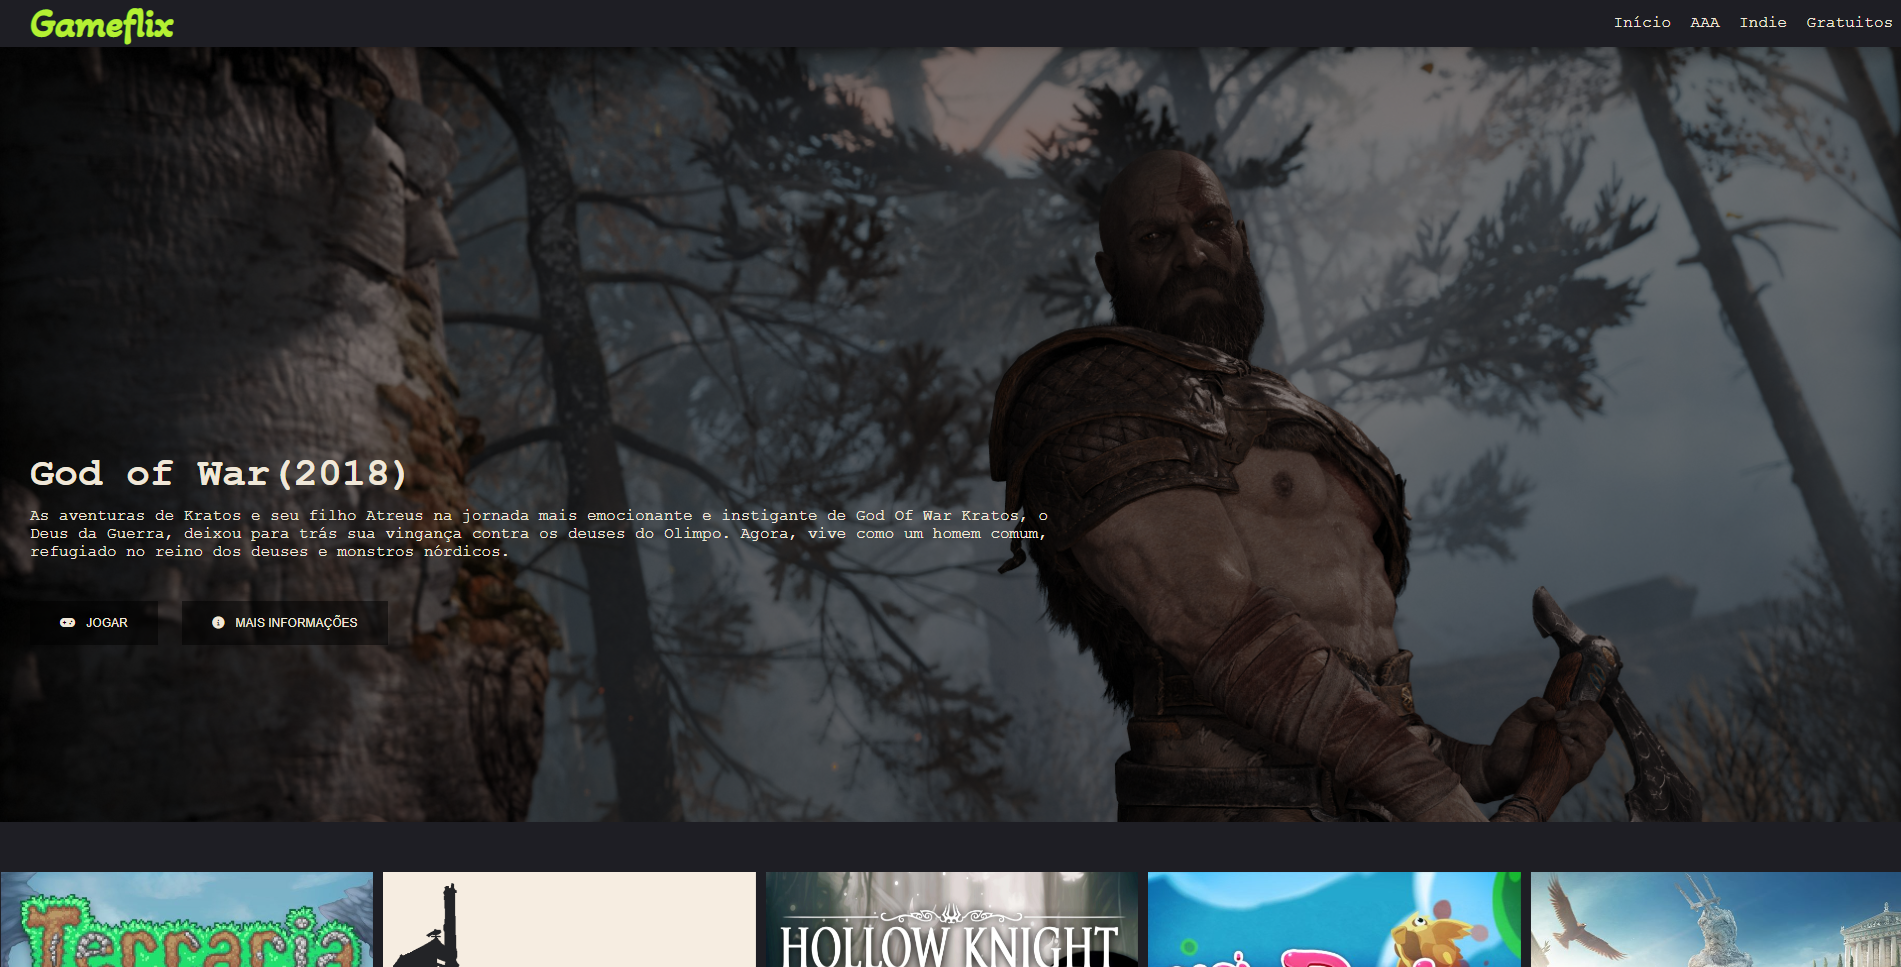 Gameflix
Início AAA Indie Gratuitos
God of War(2018)
As aventuras de Kratos e seu filho Atreus na jornada mais emocionante e instigante de God Of War Kratos, o
Deus da Guerra, deixou para trás sua vingança contra os deuses do Olimpo. Agora, vive como um homem comum,
refugiado no reino dos deuses e monstros nórdicos.
JOGAR
MAIS INFORMAÇÕES
Terraria
HOLLOW KNIGHT